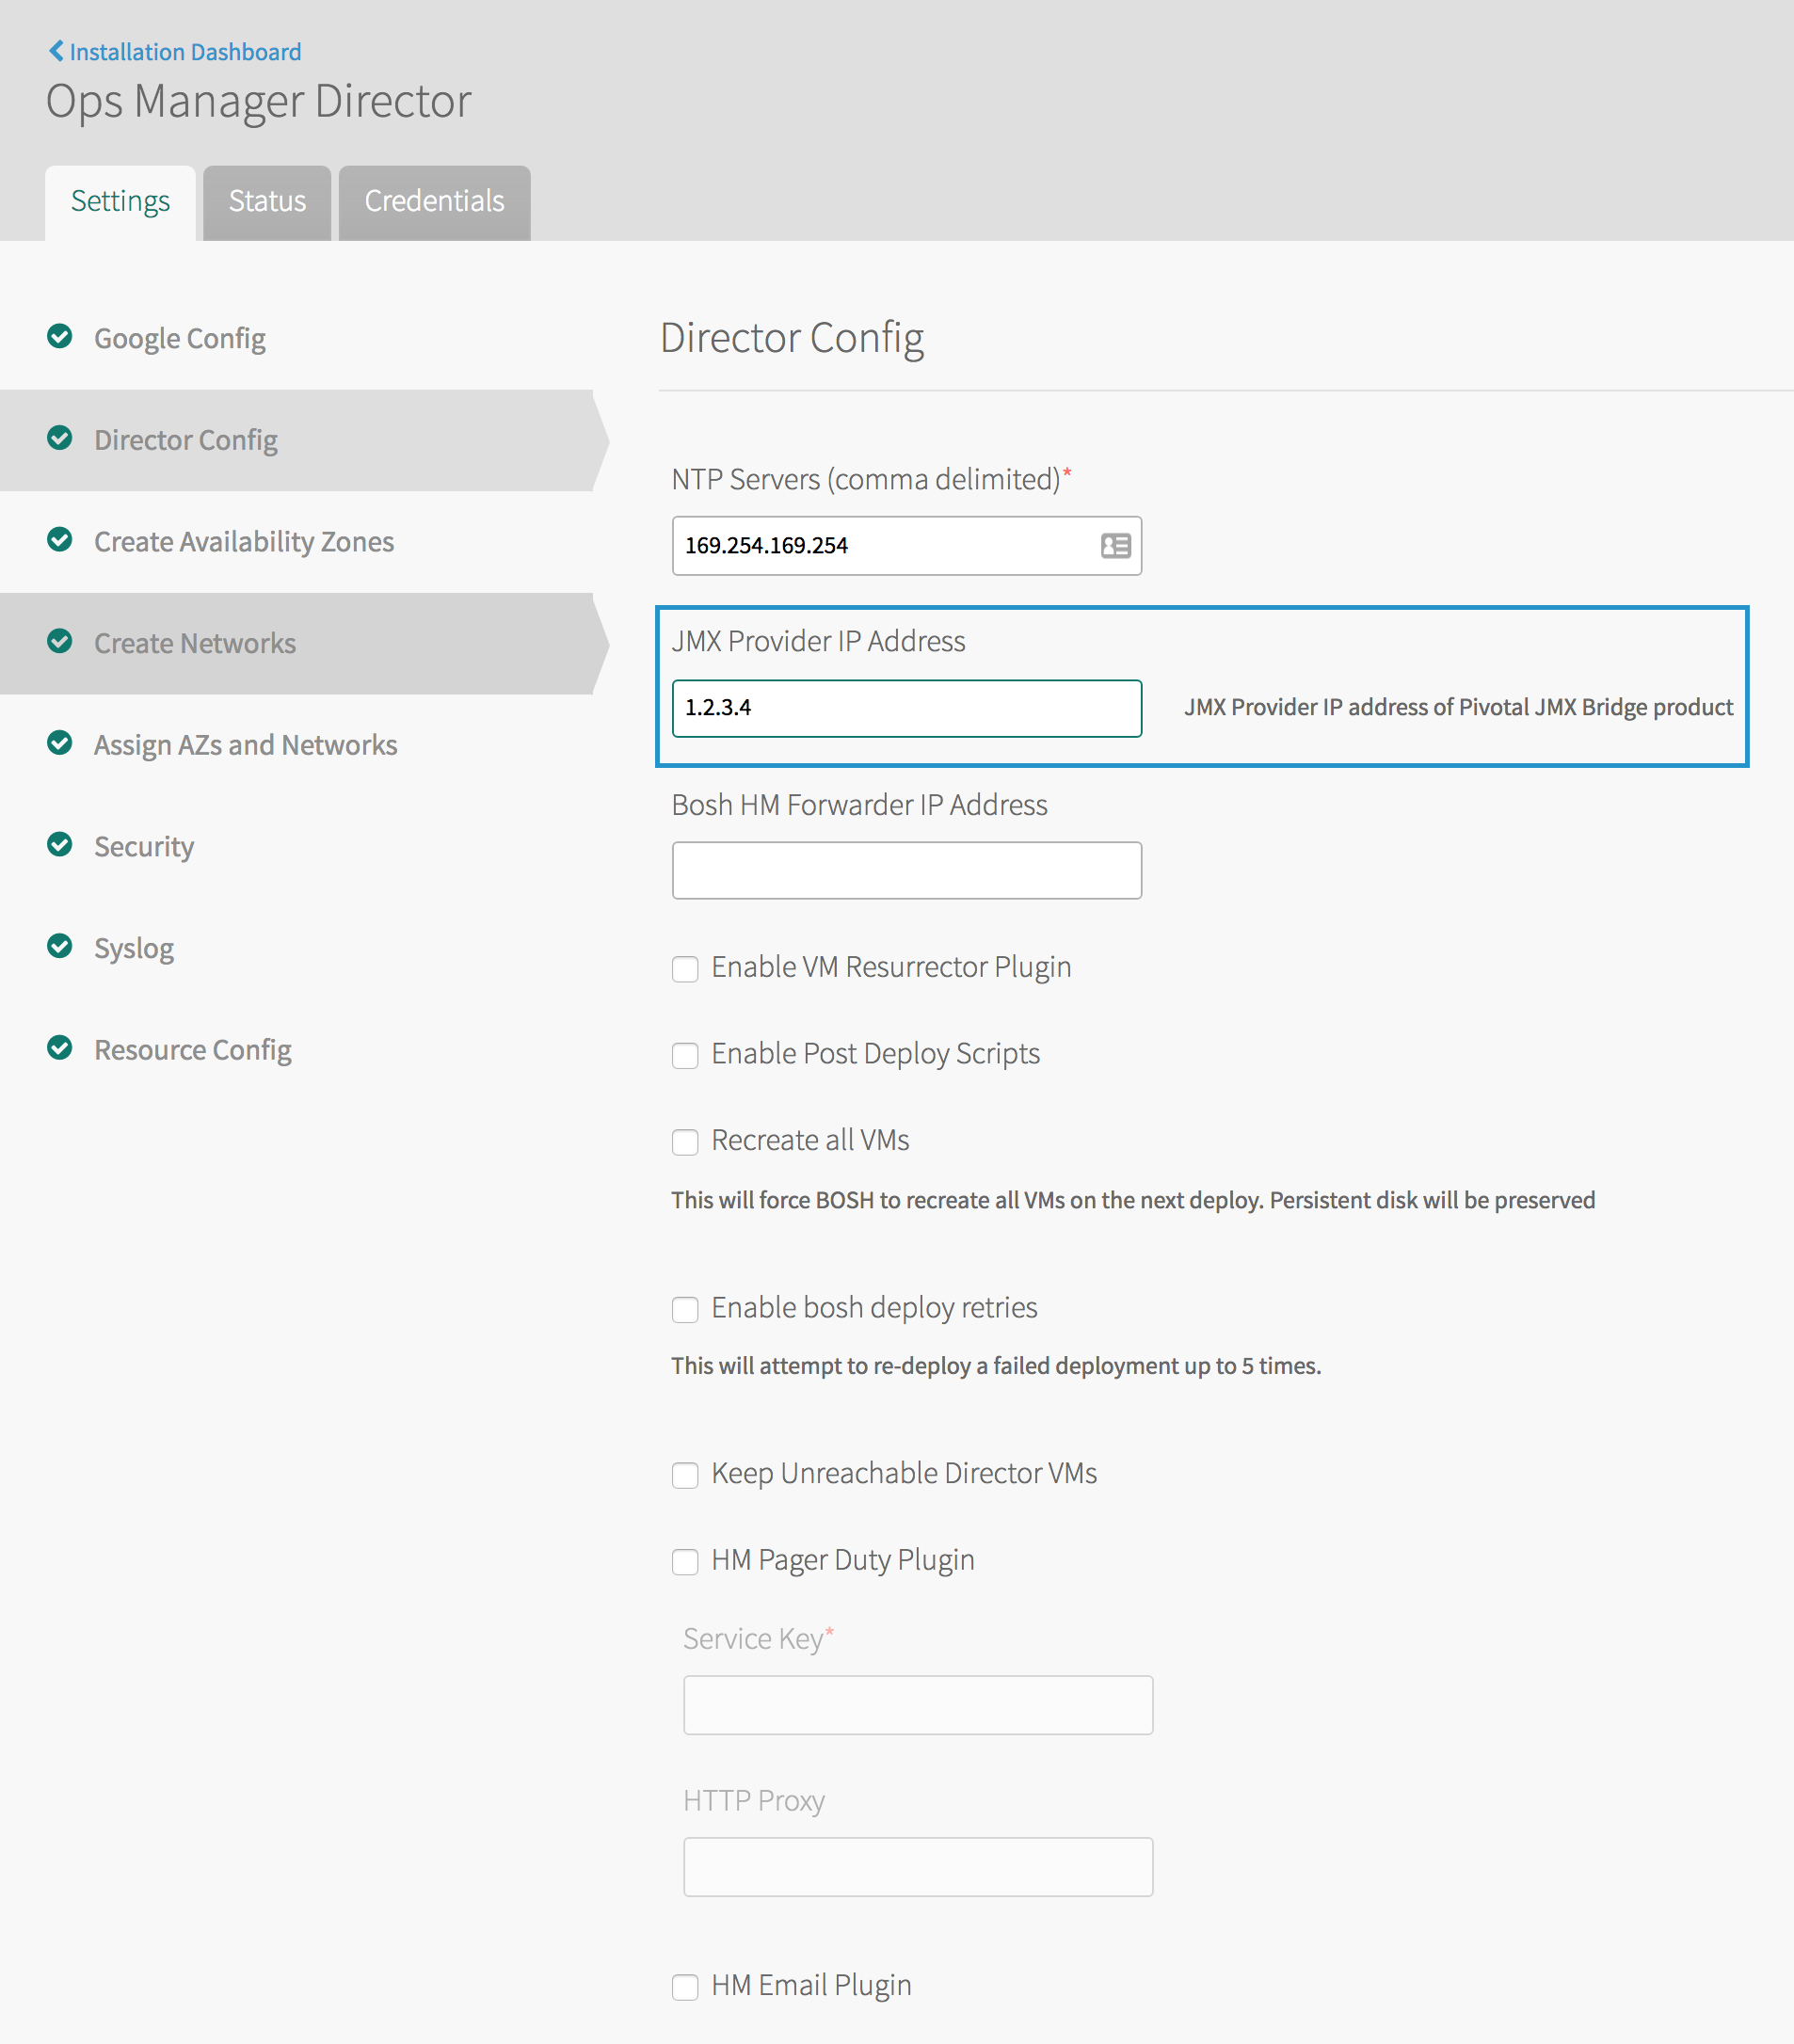 Installation Dashboard
Ops Manager Director
Settings
Status
Credentials
Google Config
Director Config
Create Availability Zones
Create Networks
Assign AZs and Networks
Security
Syslog
Resource Config
Director Config
NTP Servers (comma delimited)*
169.254.169.254
JMX Provider IP Address
1.2.3.4
JMX Provider IP address of Pivotal JMX Bridge product
Bosh HM Forwarder IP Address
Enable VM Resurrector Plugin
Enable Post Deploy Scripts
Recreate all VMs
This will force BOSH to recreate all VMs on the next deploy. Persistent disk will be preserved
Enable bosh deploy retries
This will attempt to re-deploy a failed deployment up to 5 times.
Keep Unreachable Director VMs
HM Pager Duty Plugin
Service Key*
HTTP Proxy
HM Email Plugin